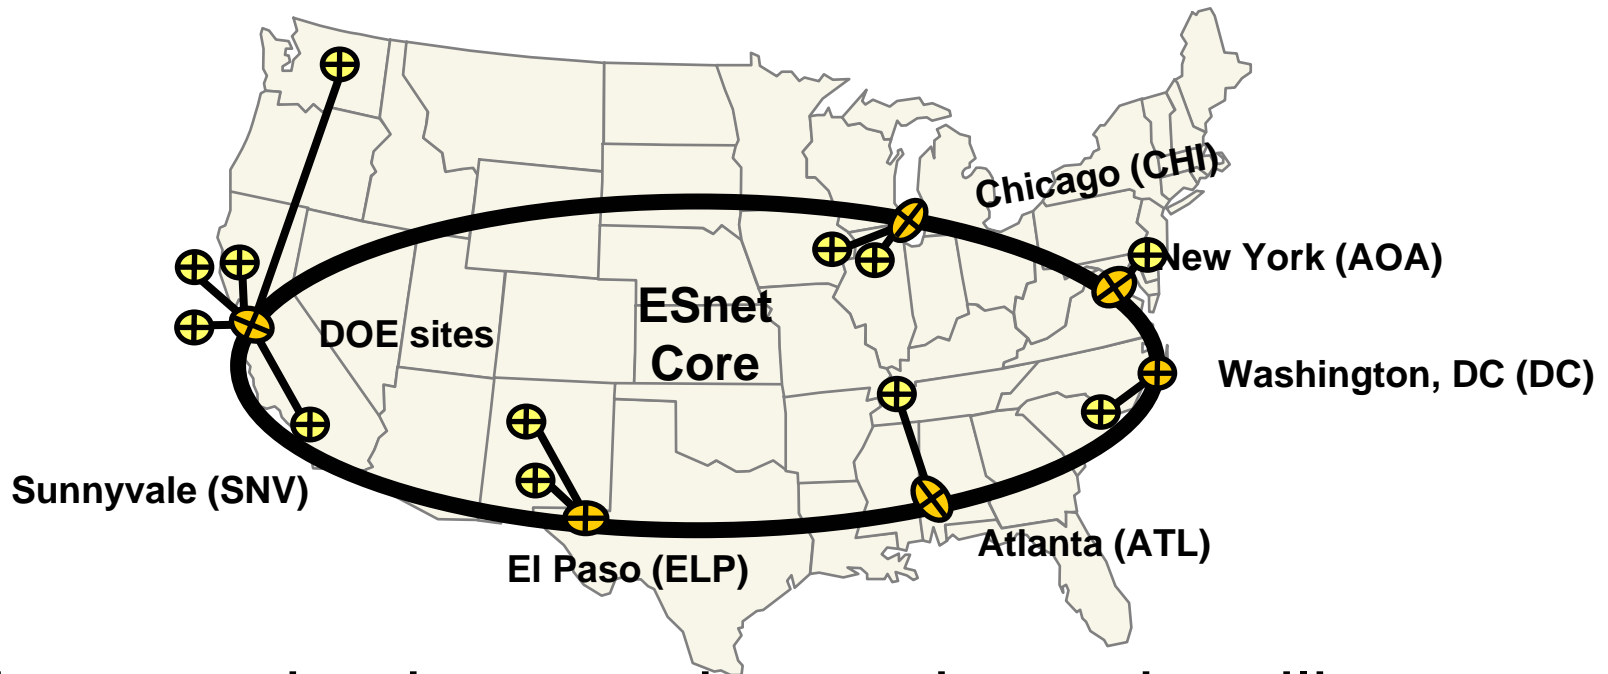 Chicago (CHI)
New York (AOA)
ESnet
Core
DOE sites
Washington, DC (DC)
Sunnyvale (SNV)
Atlanta (ATL)
El Paso (ELP)